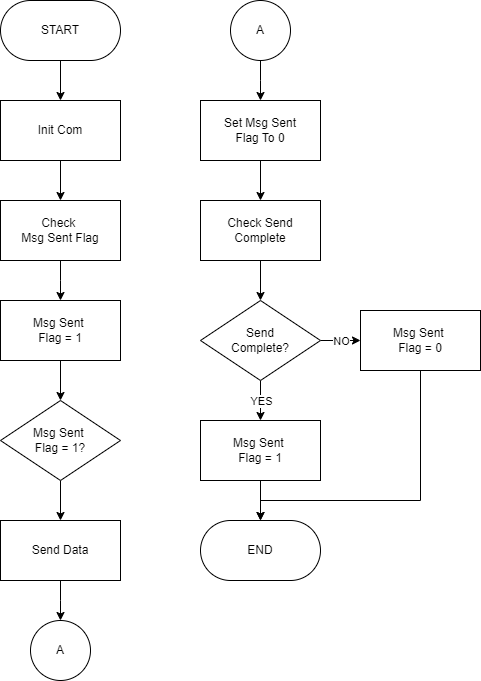 START
Init Com
Check
Msg Sent Flag
Msg Sent
Flag = 1
Msg Sent
Flag = 1?
Send Data
A
A
Set Msg Sent
Flag To 0
Check Send
Complete
Send
Complete?
NO
Msg Sent
Flag = 0
YES
Msg Sent
Flag = 1
END